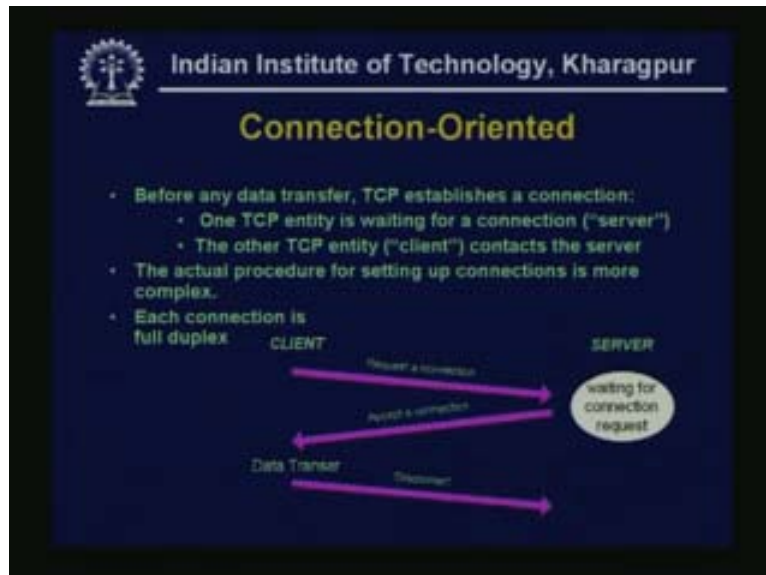 Indian Institute of Technology, Kharagpur
Connection-Oriented
• Before any data transfer, TCP establishes a connection:
• One TCP entity is waiting for a connection ("server")
• The other TCP entity ("client") contacts the server
• The actual procedure for setting up connections is more
complex.
• Each connection is
full duplex
CLIENT
SERVER
Request a connection
waiting for
connection
request
Accept a connection
Data Transer
Disconnect